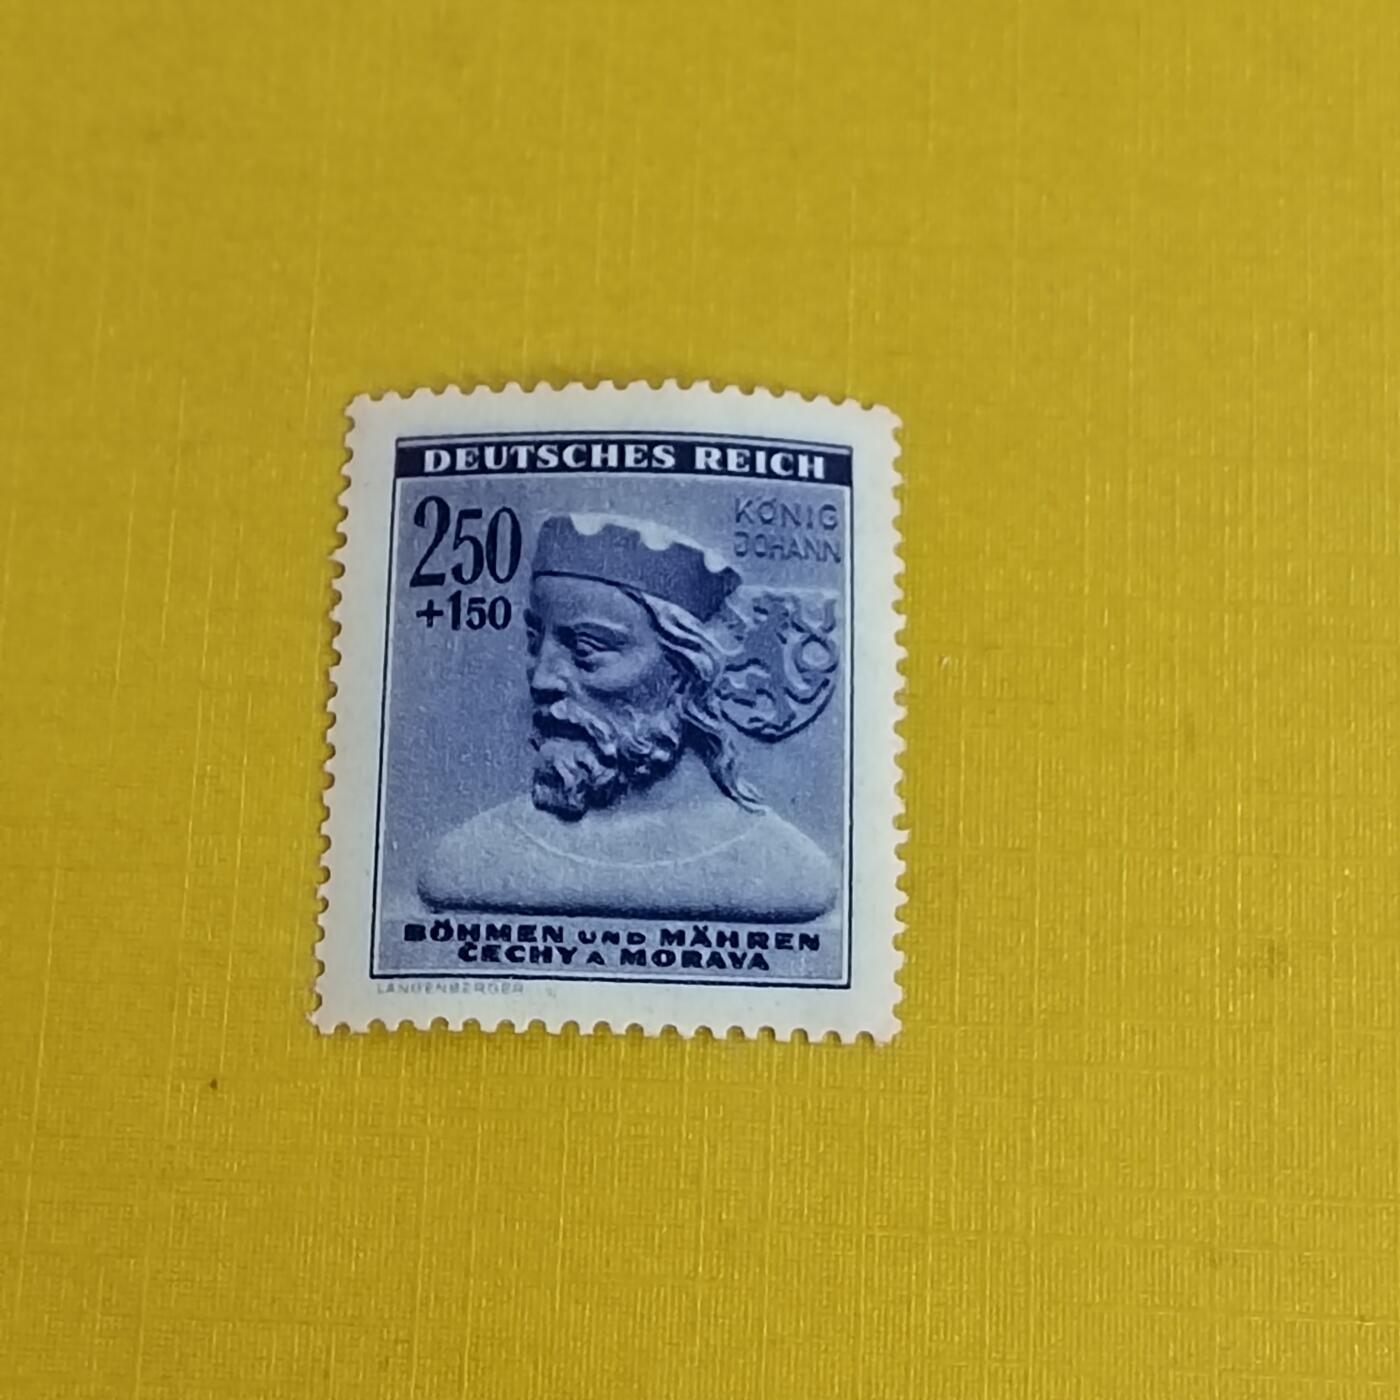 DEUTSCHES REICH
250
+150
KÖNIG
JOHANN
BÖHMEN UND MÄHREN
ČECHY A MORAVA
LANGENBERGER